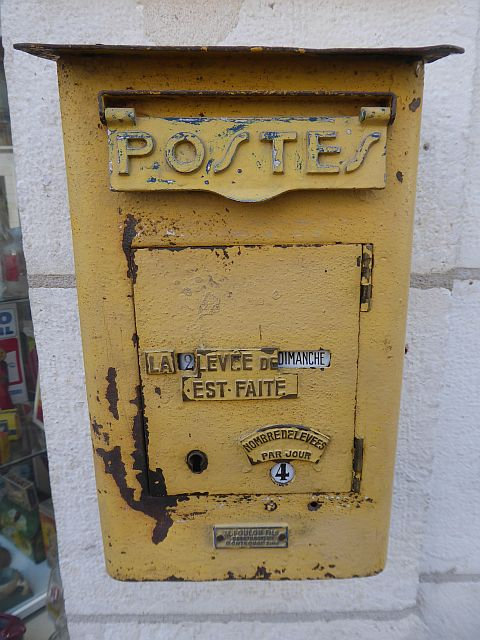 POSTES
LA 2 LEVÉE DE DIMANCHE
EST FAITE
NOMBRE DE LEVÉES
PAR JOUR
4